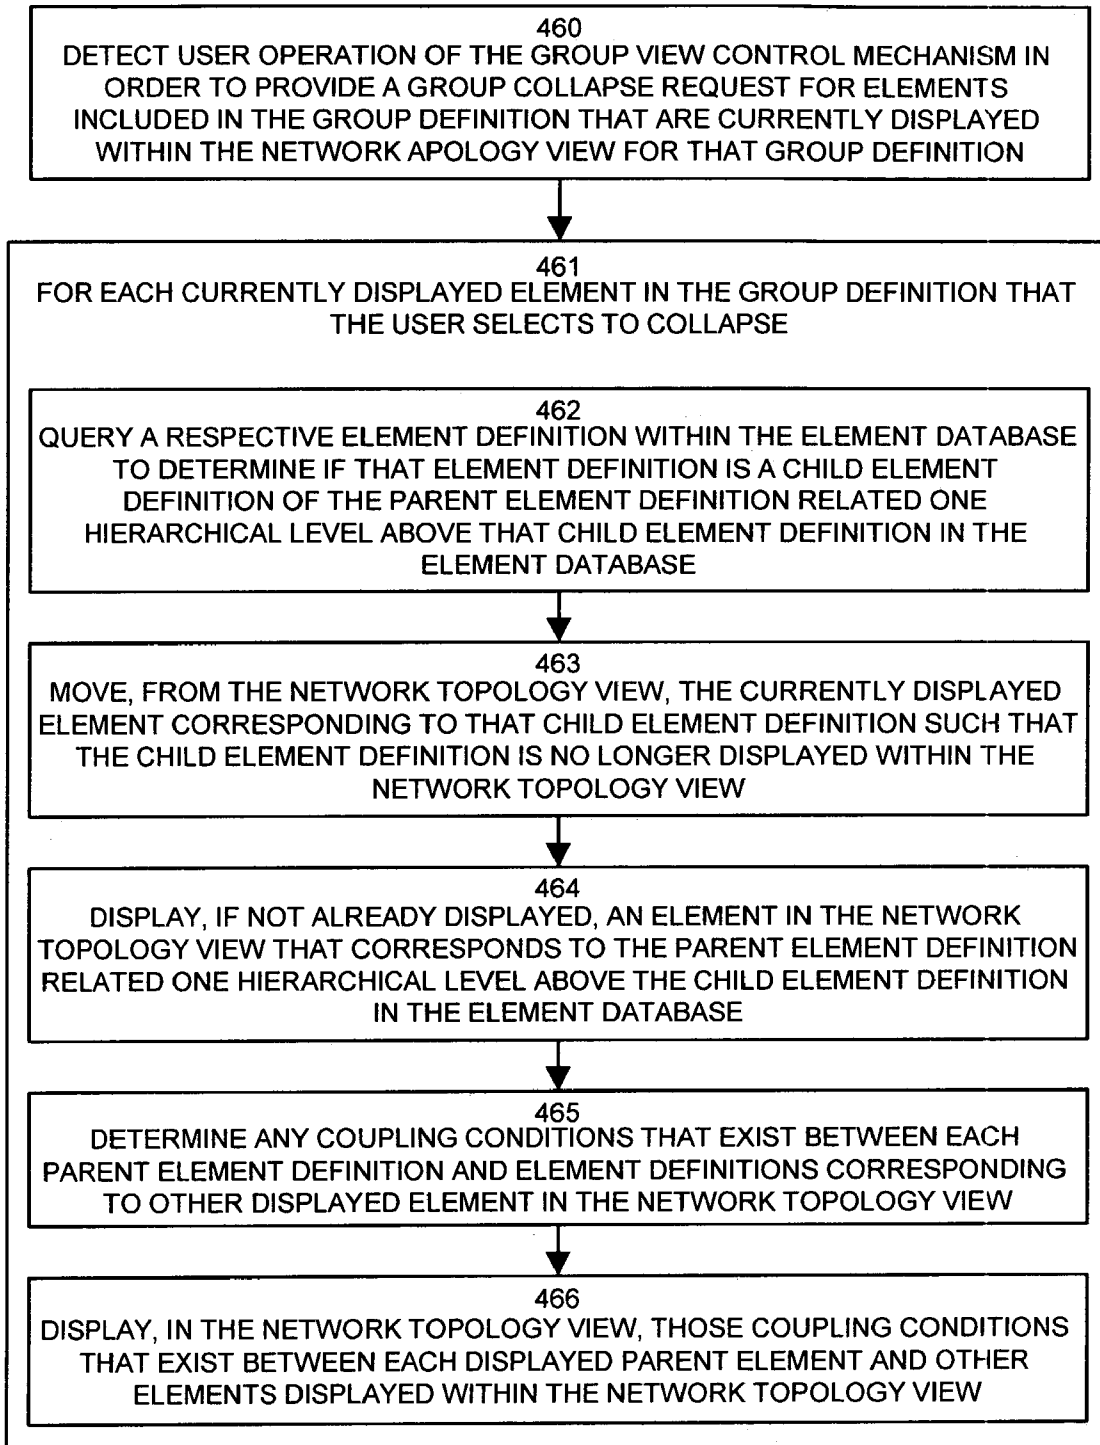 460
DETECT USER OPERATION OF THE GROUP VIEW CONTROL MECHANISM IN
ORDER TO PROVIDE A GROUP COLLAPSE REQUEST FOR ELEMENTS
INCLUDED IN THE GROUP DEFINITION THAT ARE CURRENTLY DISPLAYED
WITHIN THE NETWORK APOLOGY VIEW FOR THAT GROUP DEFINITION
461
FOR EACH CURRENTLY DISPLAYED ELEMENT IN THE GROUP DEFINITION THAT
THE USER SELECTS TO COLLAPSE
462
QUERY A RESPECTIVE ELEMENT DEFINITION WITHIN THE ELEMENT DATABASE
TO DETERMINE IF THAT ELEMENT DEFINITION IS A CHILD ELEMENT
DEFINITION OF THE PARENT ELEMENT DEFINITION RELATED ONE
HIERARCHICAL LEVEL ABOVE THAT CHILD ELEMENT DEFINITION IN THE
ELEMENT DATABASE
463
MOVE, FROM THE NETWORK TOPOLOGY VIEW, THE CURRENTLY DISPLAYED
ELEMENT CORRESPONDING TO THAT CHILD ELEMENT DEFINITION SUCH THAT
THE CHILD ELEMENT DEFINITION IS NO LONGER DISPLAYED WITHIN THE
NETWORK TOPOLOGY VIEW
464
DISPLAY, IF NOT ALREADY DISPLAYED, AN ELEMENT IN THE NETWORK
TOPOLOGY VIEW THAT CORRESPONDS TO THE PARENT ELEMENT DEFINITION
RELATED ONE HIERARCHICAL LEVEL ABOVE THE CHILD ELEMENT DEFINITION
IN THE ELEMENT DATABASE
465
DETERMINE ANY COUPLING CONDITIONS THAT EXIST BETWEEN EACH
PARENT ELEMENT DEFINITION AND ELEMENT DEFINITIONS CORRESPONDING
TO OTHER DISPLAYED ELEMENT IN THE NETWORK TOPOLOGY VIEW
466
DISPLAY, IN THE NETWORK TOPOLOGY VIEW, THOSE COUPLING CONDITIONS
THAT EXIST BETWEEN EACH DISPLAYED PARENT ELEMENT AND OTHER
ELEMENTS DISPLAYED WITHIN THE NETWORK TOPOLOGY VIEW